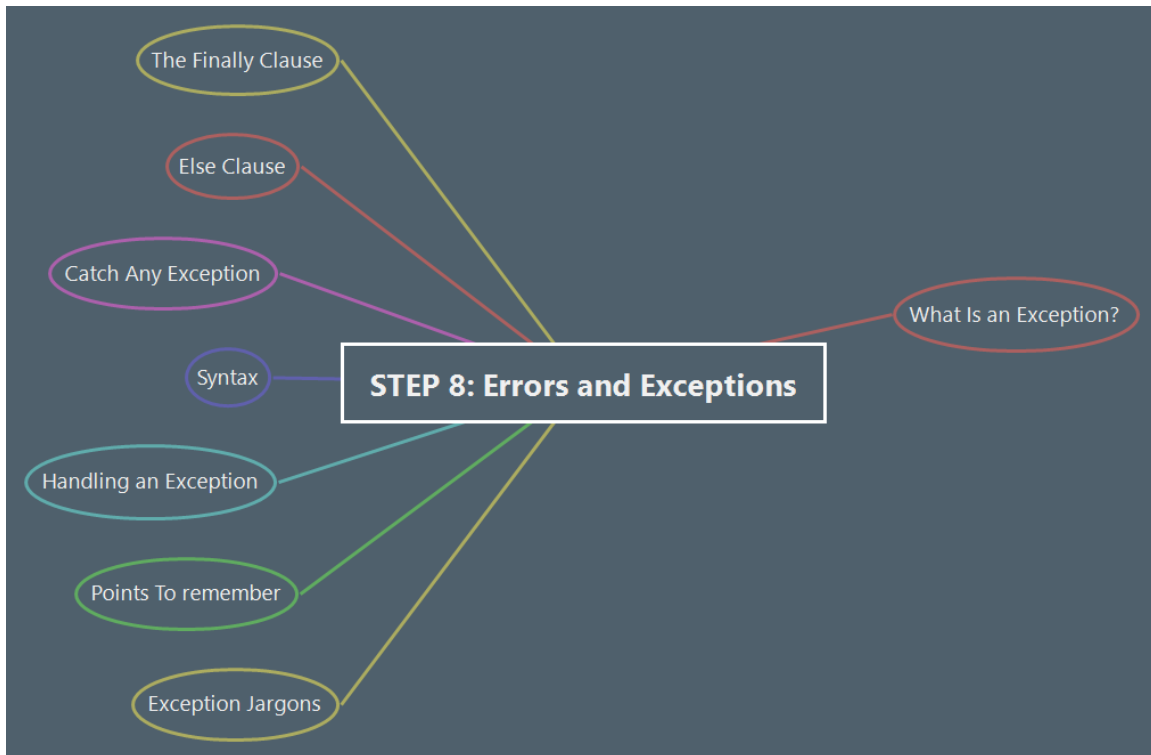 The Finally Clause
Else Clause
Catch Any Exception
What Is an Exception?
Syntax
STEP 8: Errors and Exceptions
Handling an Exception
Points To remember
Exception Jargons